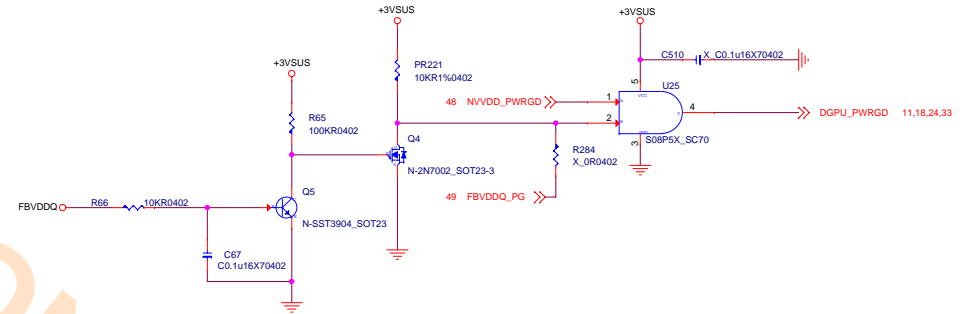 +3VSUS
+3VSUS
+3VSUS
C510
X_C0.1u16X70402
PR221
10KR1%0402
U25
5
VCC
1
A
48 NVVDD_PWRGD
4
Y
DGPU_PWRGD 11,18,24,33
R65
100KR0402
2
B
Q4
3
S08P5X_SC70
R284
X_0R0402
N-2N7002_SOT23-3
Q5
49 FBVDDQ_PG
FBVDDQ
R66
10KR0402
N-SST3904_SOT23
C67
C0.1u16X70402